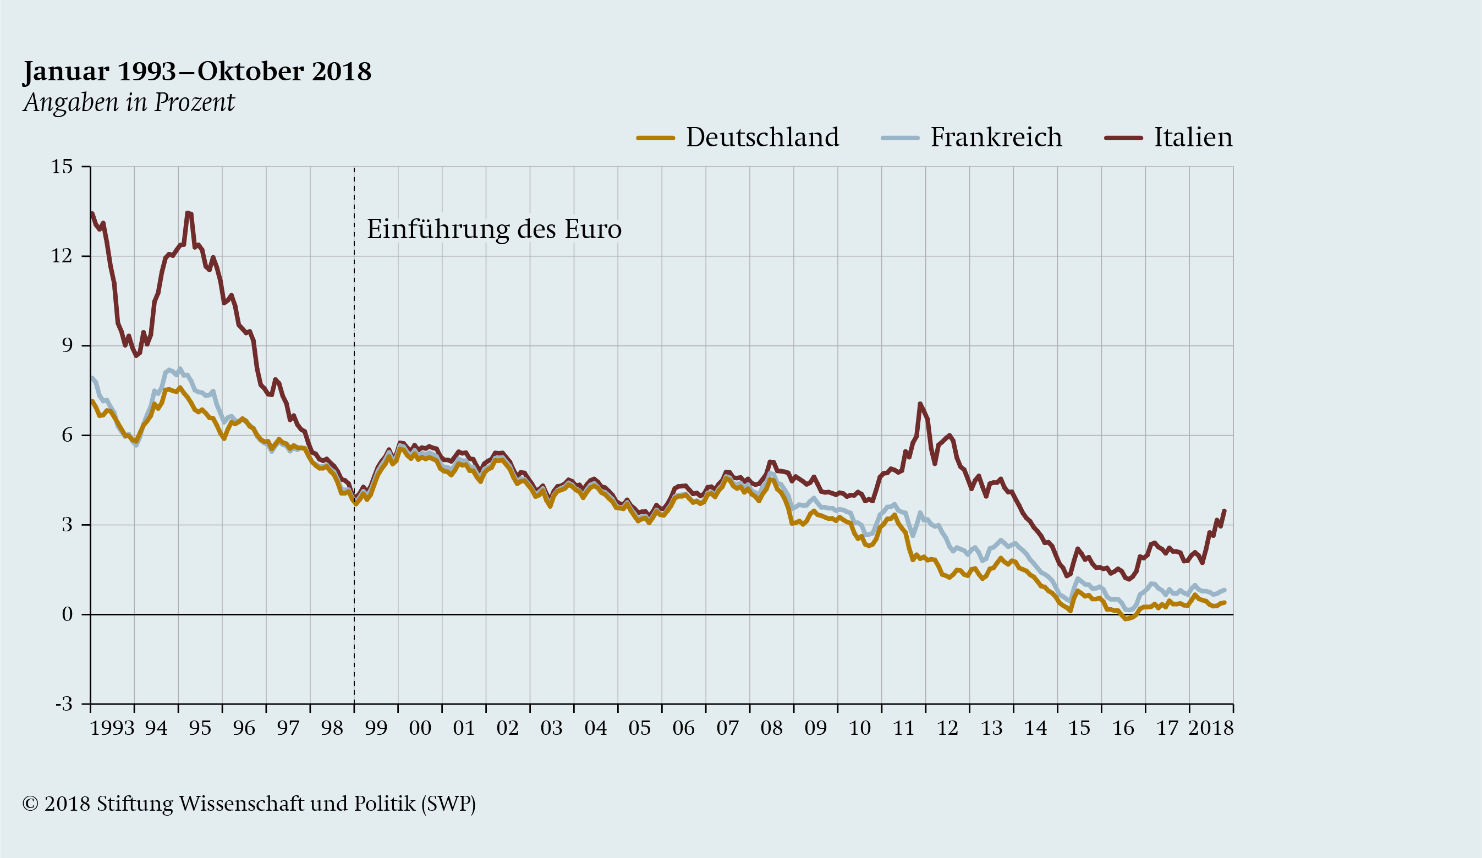 Januar 1993–Oktober 2018
Angaben in Prozent
Deutschland Frankreich Italien
15
Einführung des Euro
12
9
6
3
0
-3
1993 94 95 96 97 98 99 00 01 02 03 04 05 06 07 08 09 10 11 12 13 14 15 16 17 2018
© 2018 Stiftung Wissenschaft und Politik (SWP)